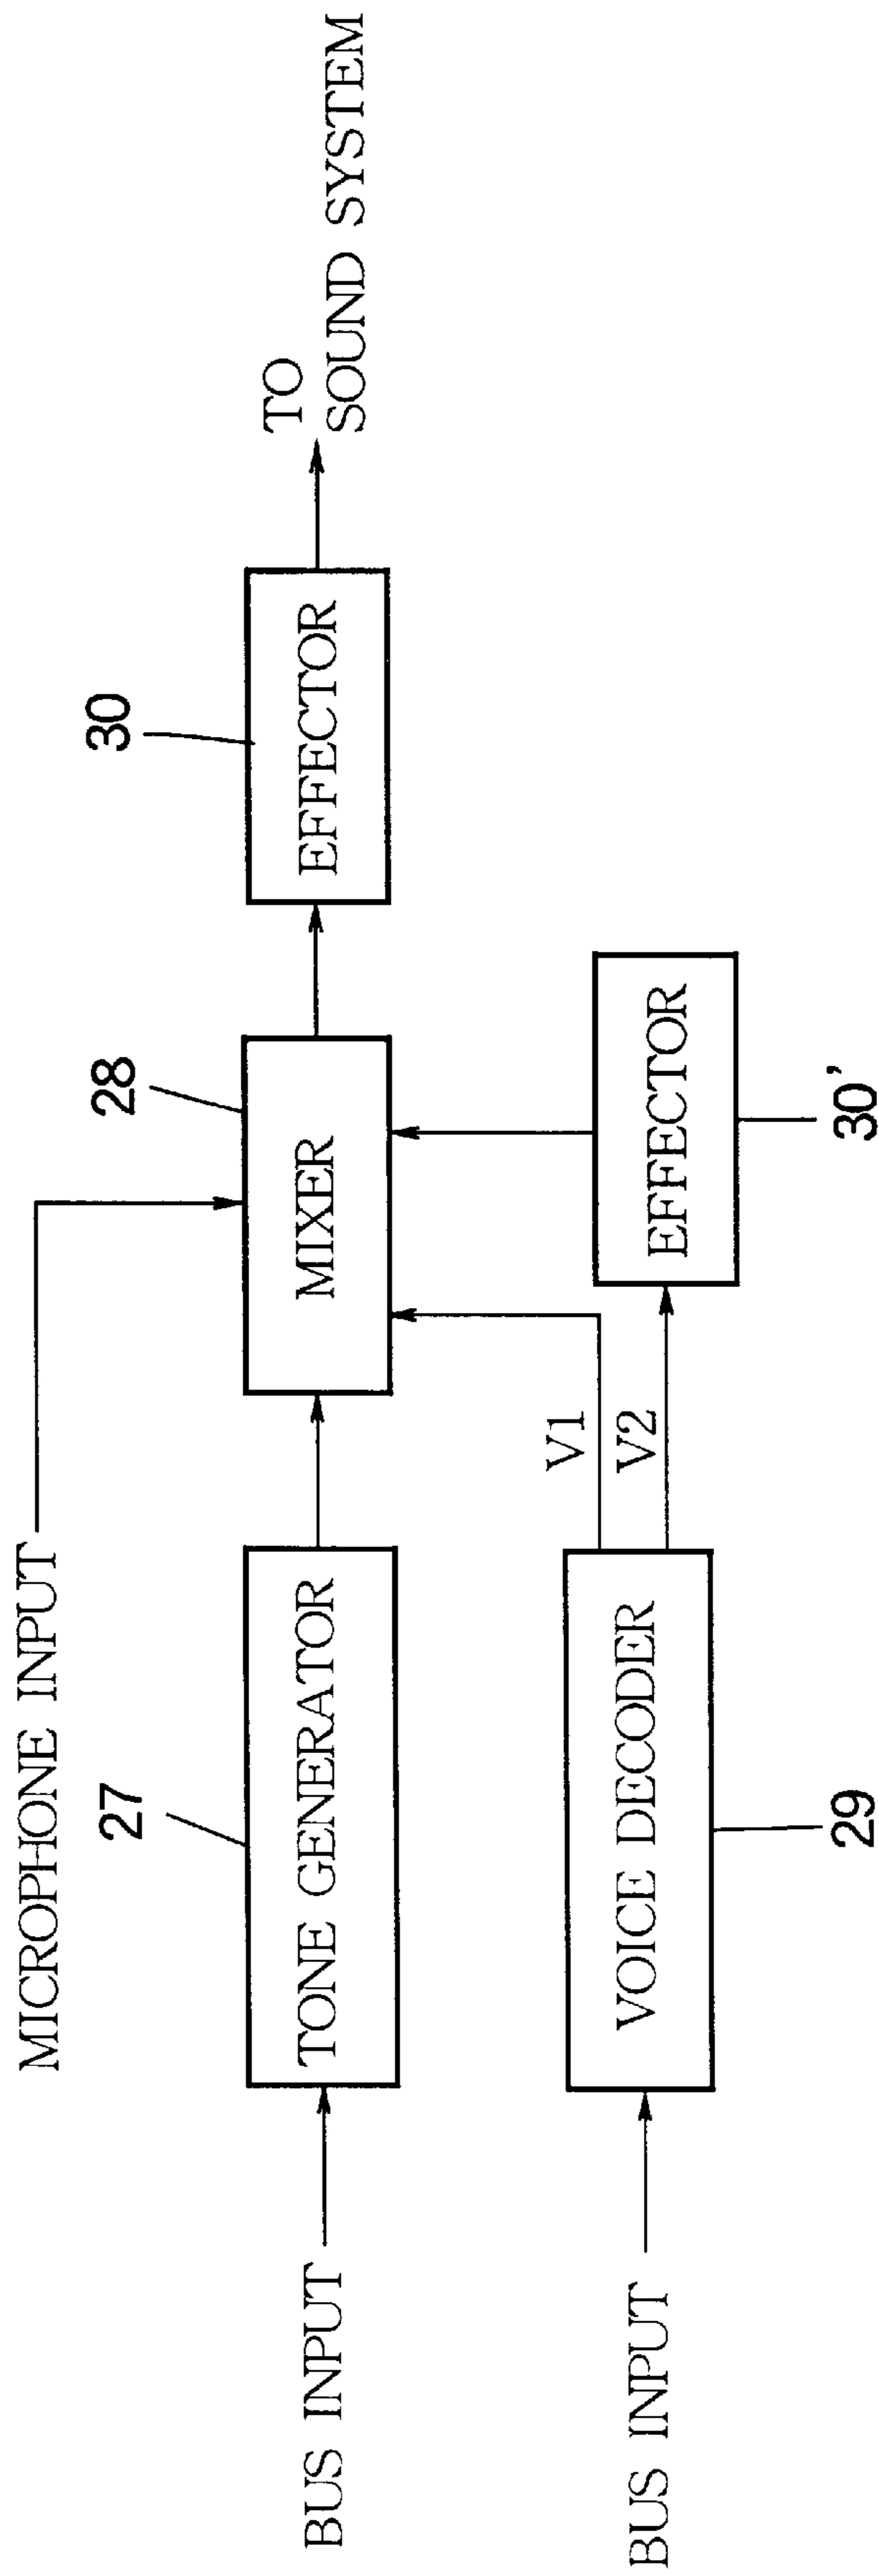 MICROPHONE INPUT
27
28
30
BUS INPUT
TONE GENERATOR
MIXER
EFFECTOR
TO
SOUND SYSTEM
V1
V2
BUS INPUT
VOICE DECODER
EFFECTOR
29
30'